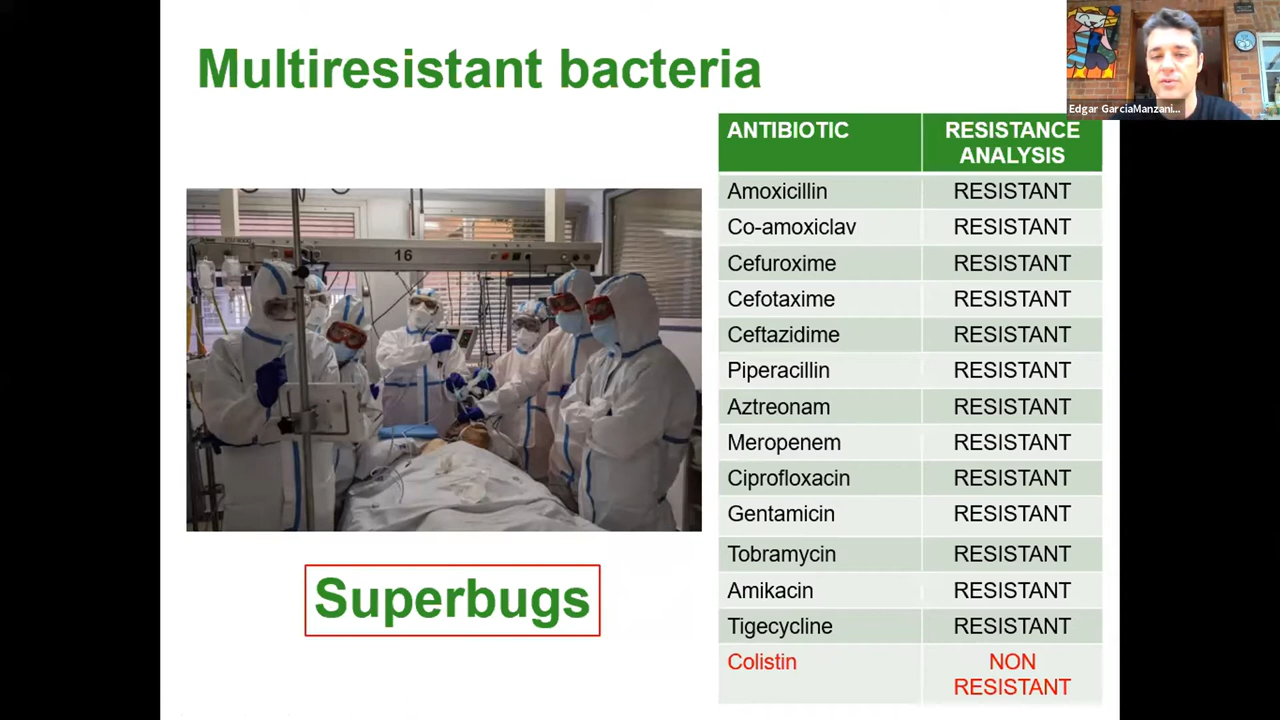 Multiresistant bacteria
Edgar GarciaManzani...
ANTIBIOTIC RESISTANCE
ANALYSIS
Amoxicillin RESISTANT
Co-amoxiclav RESISTANT
Cefuroxime RESISTANT
Cefotaxime RESISTANT
Ceftazidime RESISTANT
Piperacillin RESISTANT
Aztreonam RESISTANT
Meropenem RESISTANT
Ciprofloxacin RESISTANT
Gentamicin RESISTANT
Tobramycin RESISTANT
Amikacin RESISTANT
Tigecycline RESISTANT
Colistin NON
RESISTANT
16
Superbugs